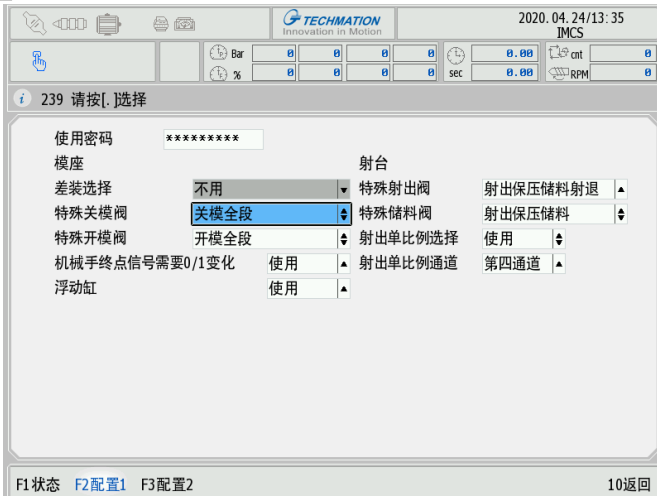 TECHMATION
Innovation in Motion
2020.04.24/13:35
IMCS
Bar 0 0 0 0 sec 0.00 cnt 0
% 0 0 0 0 0.00 RPM 0
i 239 请按[.]选择
使用密码 *********
模座 射台
差装选择 不用 特殊射出阀 射出保压储料射退
特殊关模阀 关模全段 特殊储料阀 射出保压储料
特殊开模阀 开模全段 射出单比例选择 使用
机械手终点信号需要0/1变化 使用 射出单比例通道 第四通道
浮动缸 使用
F1状态 F2配置1 F3配置2 10返回